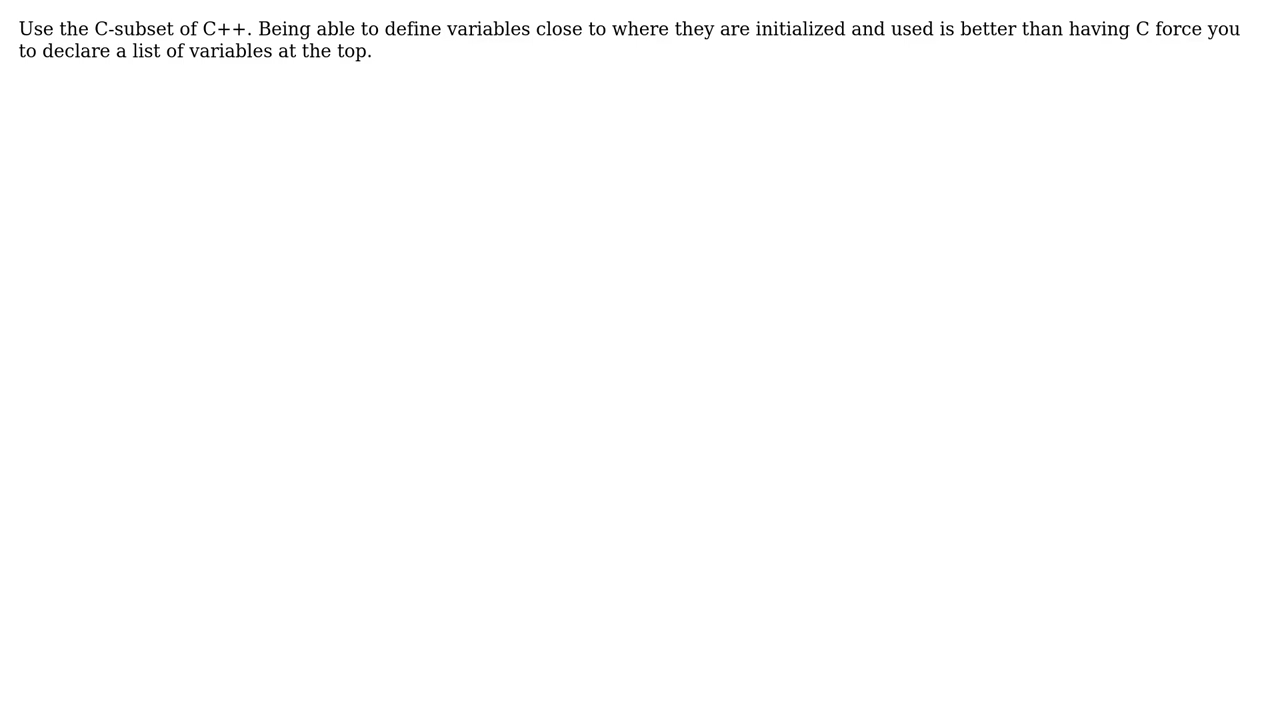 Use the C-subset of C++. Being able to define variables close to where they are initialized and used is better than having C force you
to declare a list of variables at the top.